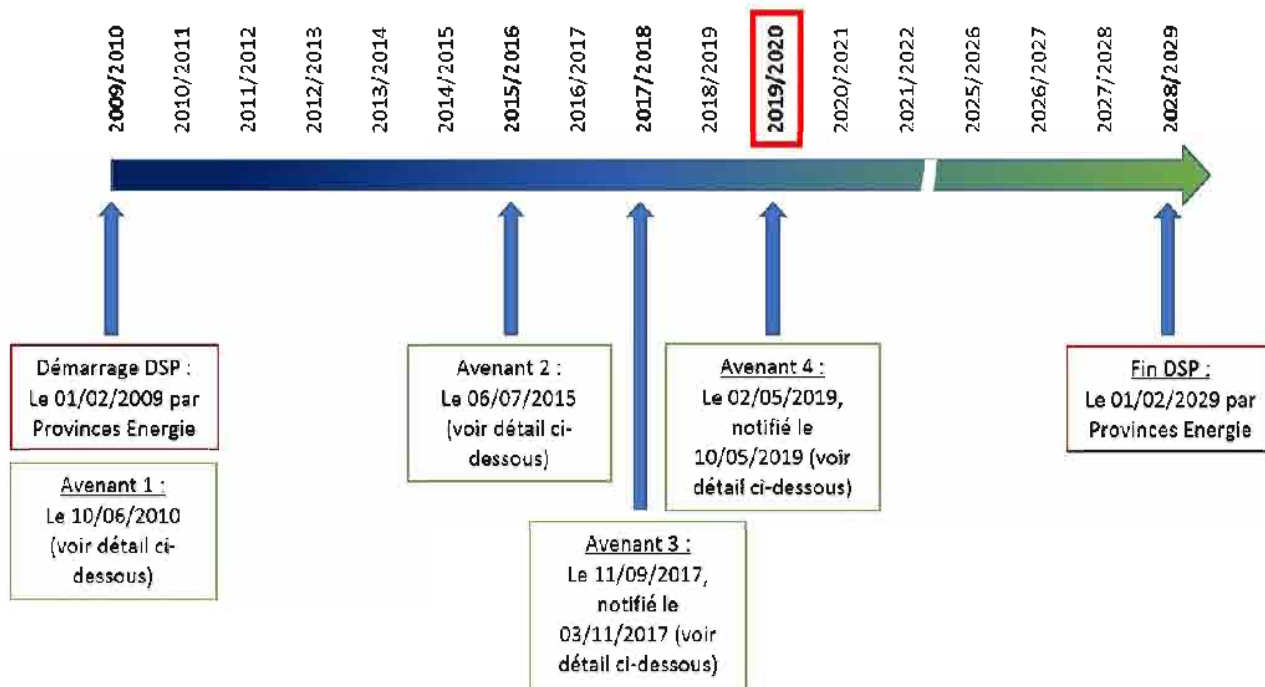 2009/2010
2010/2011
2011/2012
2012/2013
2013/2014
2014/2015
2015/2016
2016/2017
2017/2018
2018/2019
2019/2020
2020/2021
2021/2022
2025/2026
2026/2027
2027/2028
2028/2029
Démarrage DSP :
Le 01/02/2009 par
Provinces Energie
Avenant 1 :
Le 10/06/2010
(voir détail ci-
dessous)
Avenant 2 :
Le 06/07/2015
(voir détail ci-
dessous)
Avenant 3 :
Le 11/09/2017,
notifié le
03/11/2017 (voir
détail ci-dessous)
Avenant 4 :
Le 02/05/2019,
notifié le
10/05/2019 (voir
détail ci-dessous)
Fin DSP :
Le 01/02/2029 par
Provinces Energie